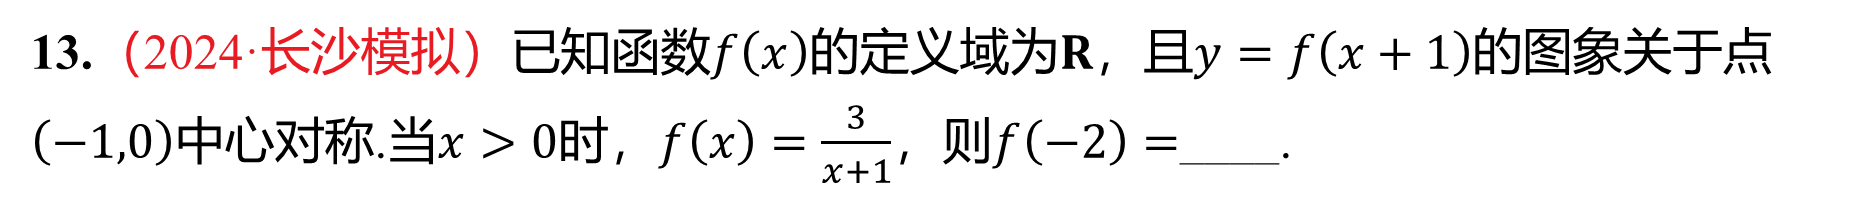 13.（2024·长沙模拟）已知函数f(x)的定义域为R，且y = f(x + 1)的图象关于点
(−1,0)中心对称.当x > 0时，f(x) = 3/(x+1)，则f(−2) =____.